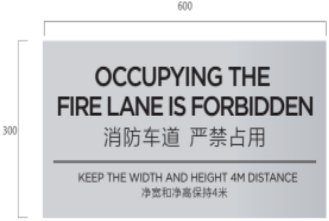 600
300
OCCUPYING THE
FIRE LANE IS FORBIDDEN
消防车道 严禁占用
KEEP THE WIDTH AND HEIGHT 4M DISTANCE
净宽和净高保持4米